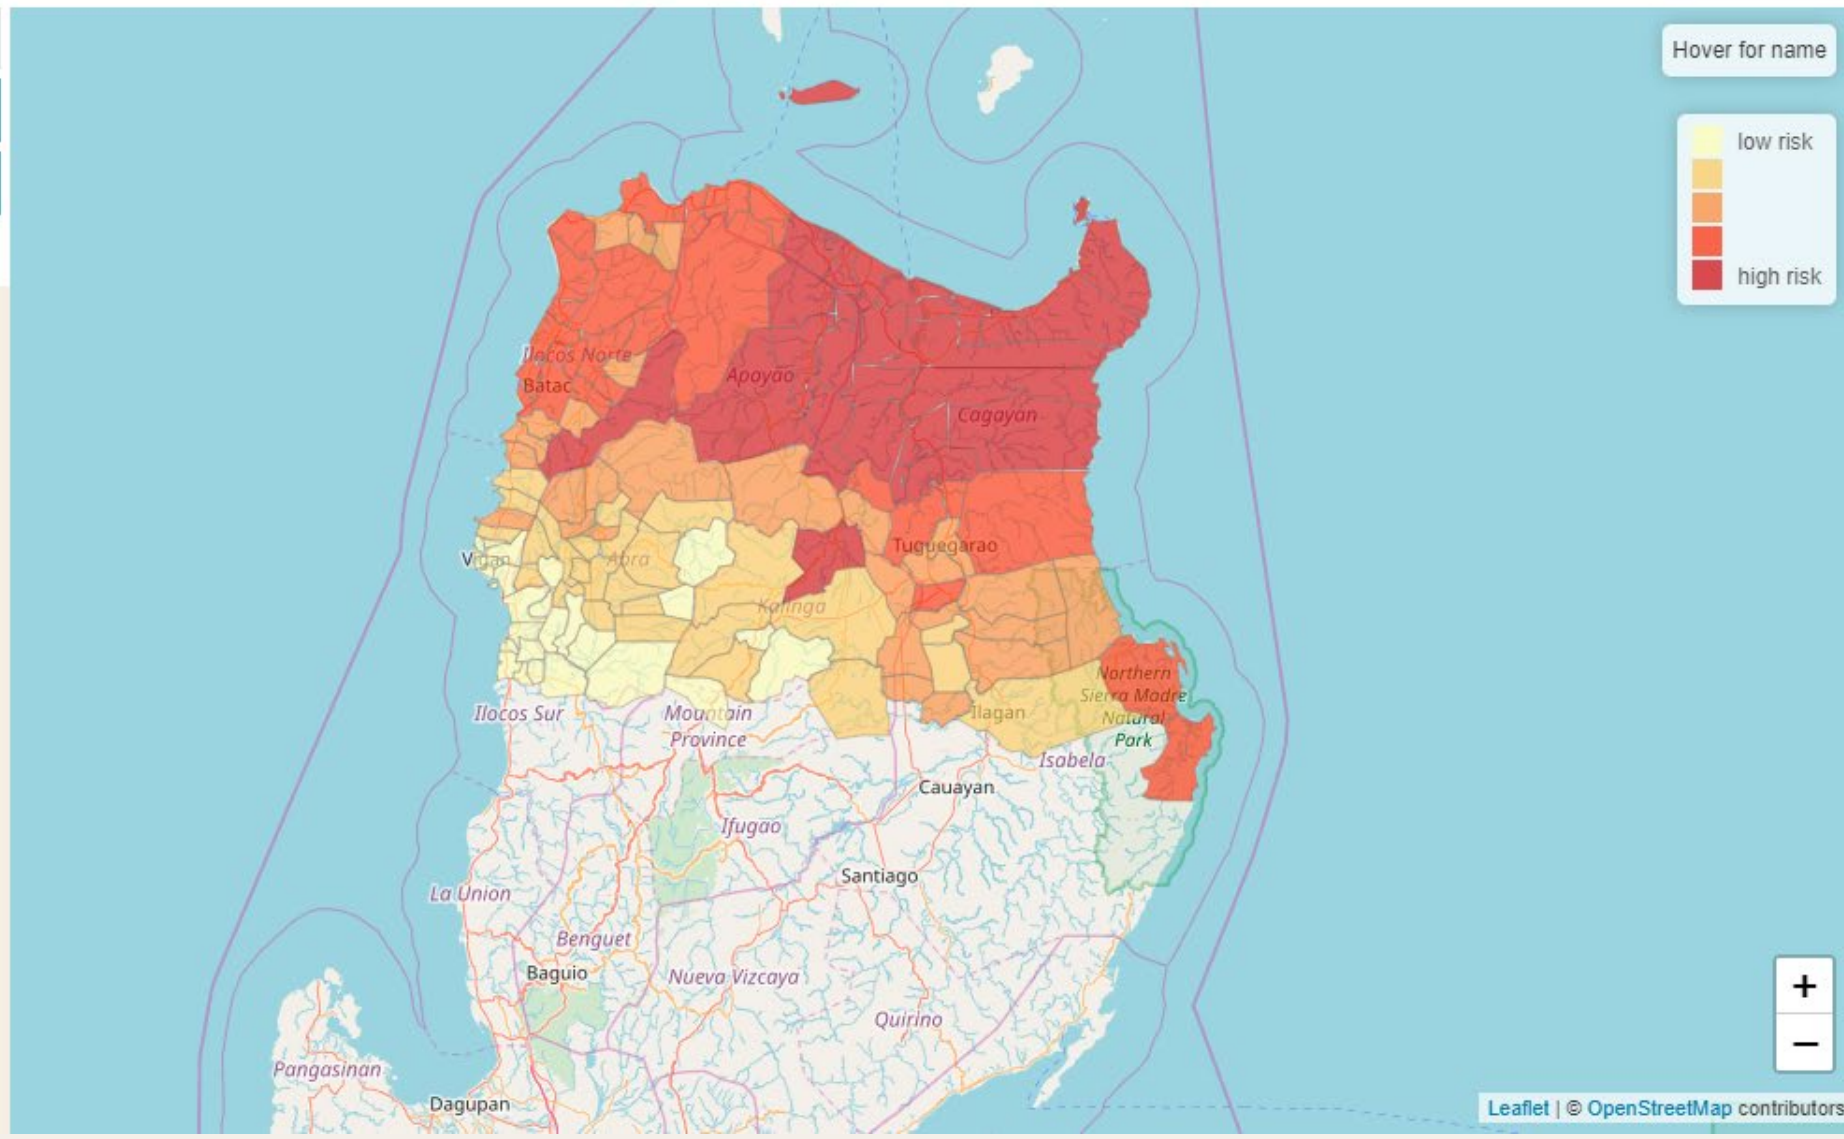 Hover for name
low risk
high risk
Ilocos Norte
Batac
Apayao
Cagayan
Tuguegarao
Vigan
Abra
Kalinga
Northern
Sierra Madre
Natural
Park
Ilocos Sur
Mountain
Province
Ilagan
Isabela
Cauayan
Ifugao
Santiago
La Union
Benguet
Baguio
Nueva Vizcaya
Quirino
Pangasinan
Dagupan
+
−
Leaflet | © OpenStreetMap contributors